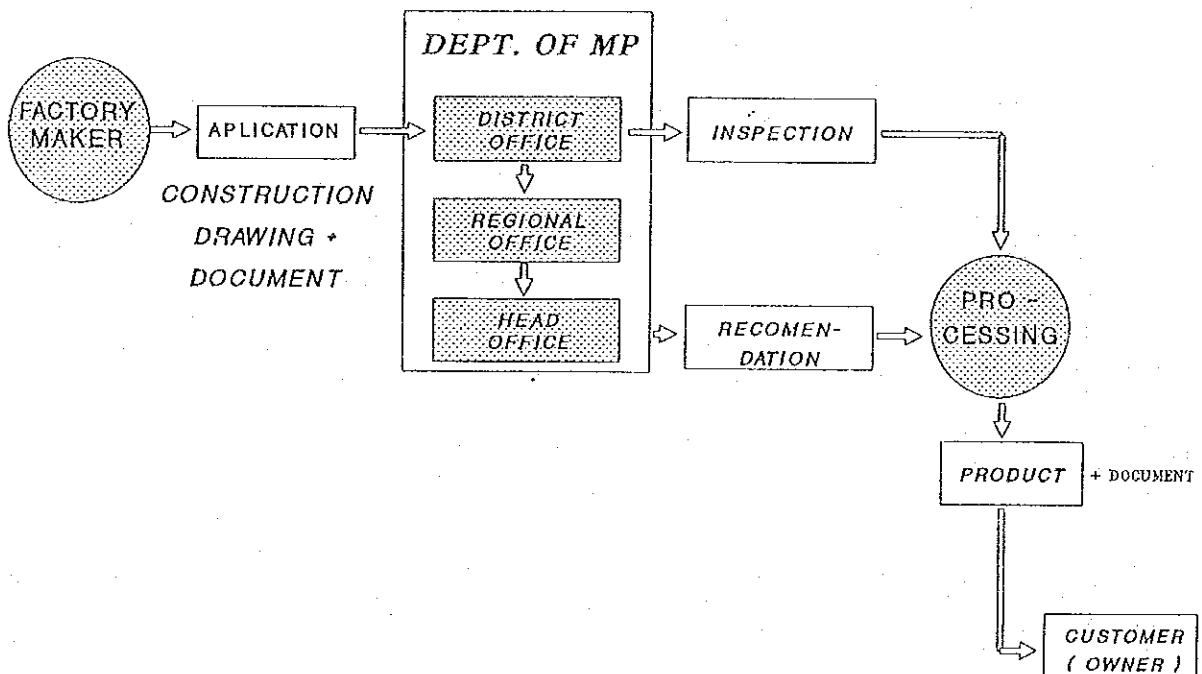 DEPT. OF MP
FACTORY
MAKER
APLICATION
CONSTRUCTION
DRAWING +
DOCUMENT
DISTRICT
OFFICE
REGIONAL
OFFICE
HEAD
OFFICE
INSPECTION
RECOMEN-
DATION
PRO -
CESSING
PRODUCT
+ DOCUMENT
CUSTOMER
( OWNER )